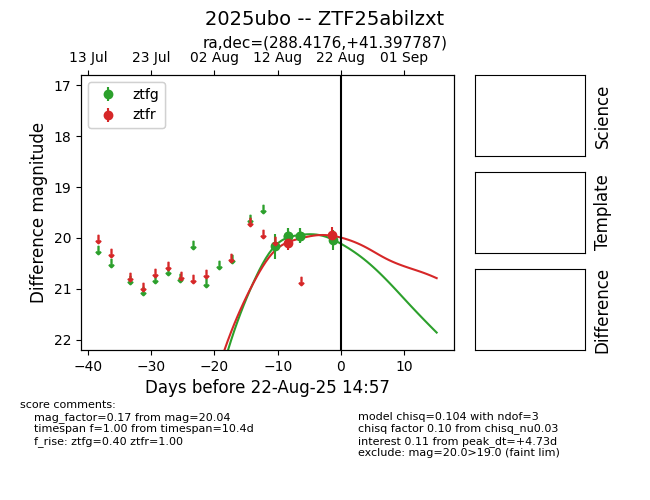 2025ubo -- ZTF25abilzxt
ra,dec=(288.4176,+41.397787)
13 Jul 23 Jul 02 Aug 12 Aug 22 Aug 01 Sep
ztfg
ztfr
17
18
19
20
21
22
Difference magnitude
−40 −30 −20 −10 0 10
Days before 22-Aug-25 14:57
Science
Template
Difference
score comments:
mag_factor=0.17 from mag=20.04
timespan f=1.00 from timespan=10.4d
f_rise: ztfg=0.40 ztfr=1.00
model chisq=0.104 with ndof=3
chisq factor 0.10 from chisq_nu0.03
interest 0.11 from peak_dt=+4.73d
exclude: mag=20.0>19.0 (faint lim)